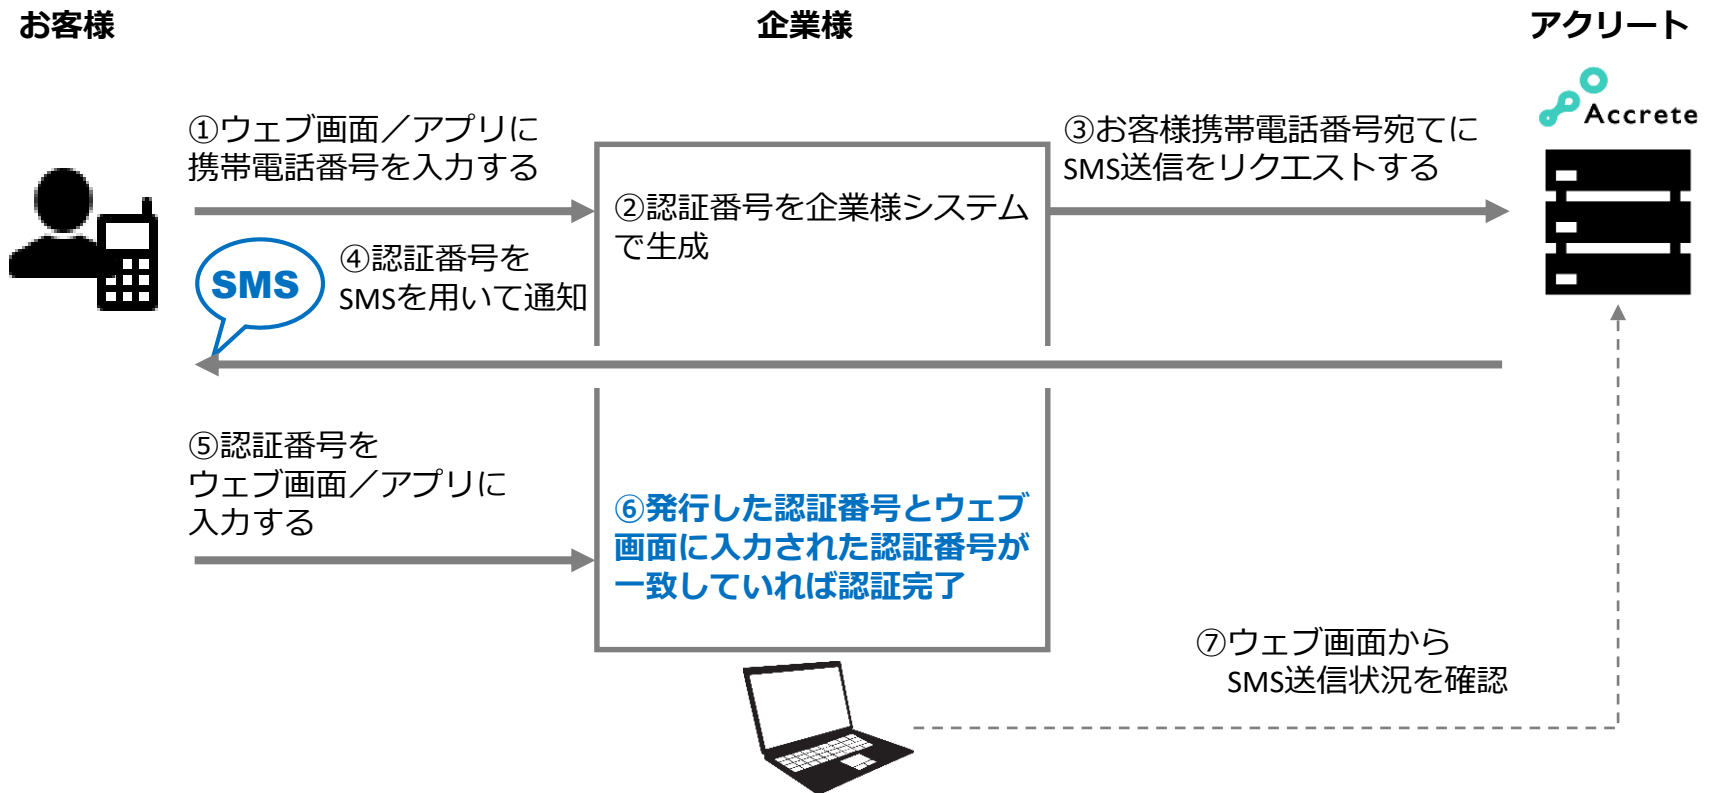 お客様
企業様
アクリート
Accrete
①ウェブ画面／アプリに
携帯電話番号を入力する
②認証番号を企業様システム
で生成
③お客様携帯電話番号宛てに
SMS送信をリクエストする
SMS
④認証番号を
SMSを用いて通知
⑤認証番号を
ウェブ画面／アプリに
入力する
⑥発行した認証番号とウェブ
画面に入力された認証番号が
一致していれば認証完了
⑦ウェブ画面から
SMS送信状況を確認